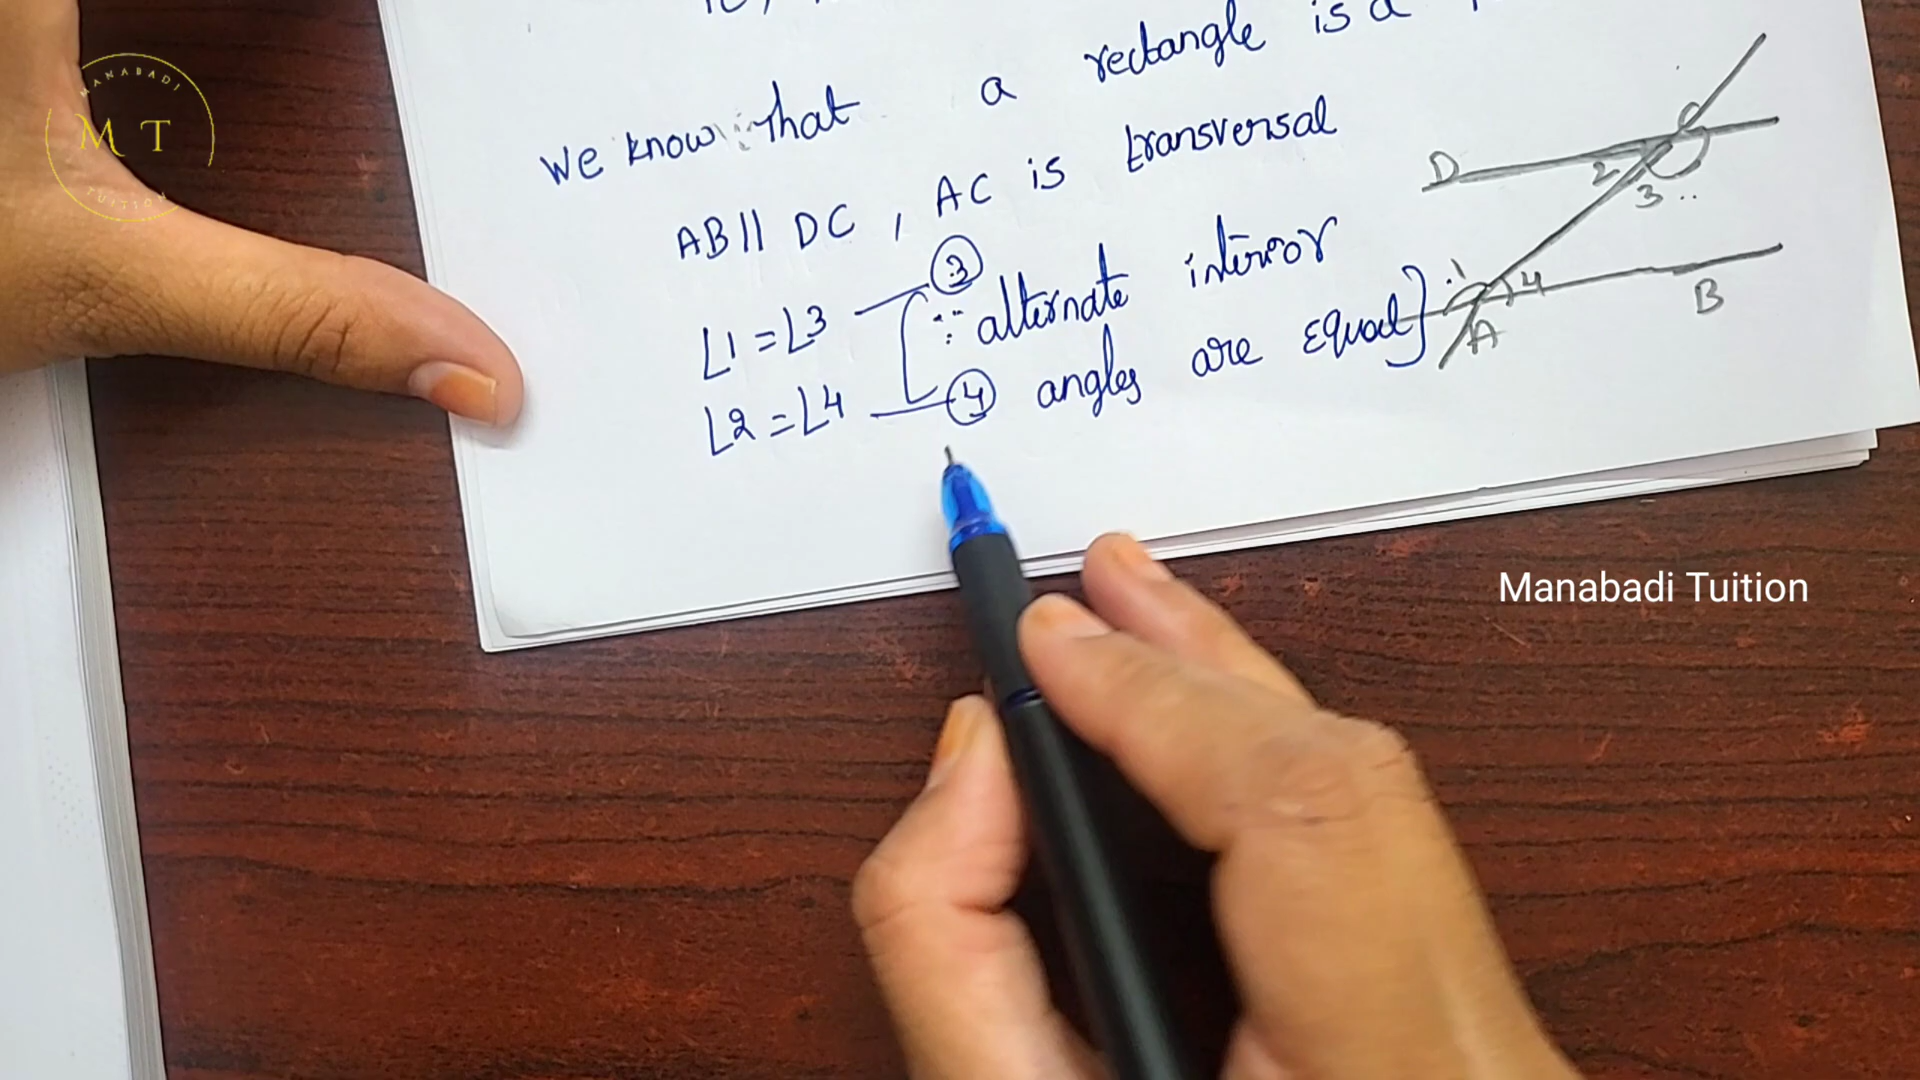 MANABADI
M T
TUITION
We know that a rectangle is a
AB || DC , AC is transversal
∠1 = ∠3 — ③
{∵ alternate interior
∠2 = ∠4 — ④ angles are equal}
C
D 2
3
1 4
A B
Manabadi Tuition